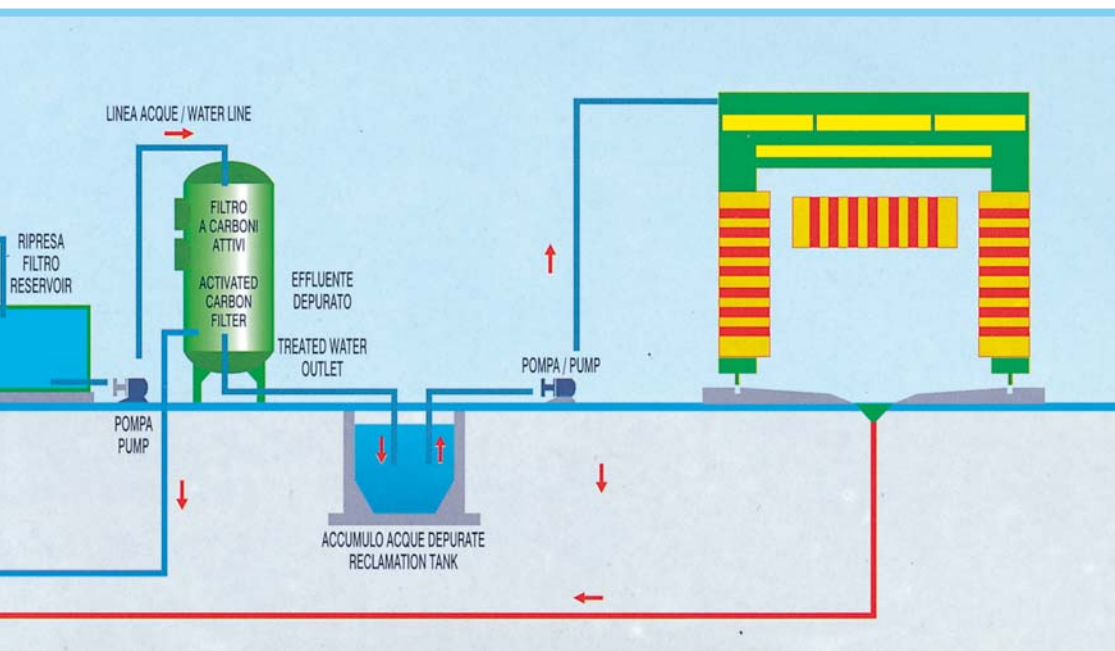 LINEA ACQUE / WATER LINE
FILTRO
A CARBONI
ATTIVI
ACTIVATED
CARBON
FILTER
RIPRESA
FILTRO
RESERVOIR
EFFLUENTE
DEPURATO
TREATED WATER
OUTLET
POMPA / PUMP
POMPA
PUMP
ACCUMULO ACQUE DEPURATE
RECLAMATION TANK